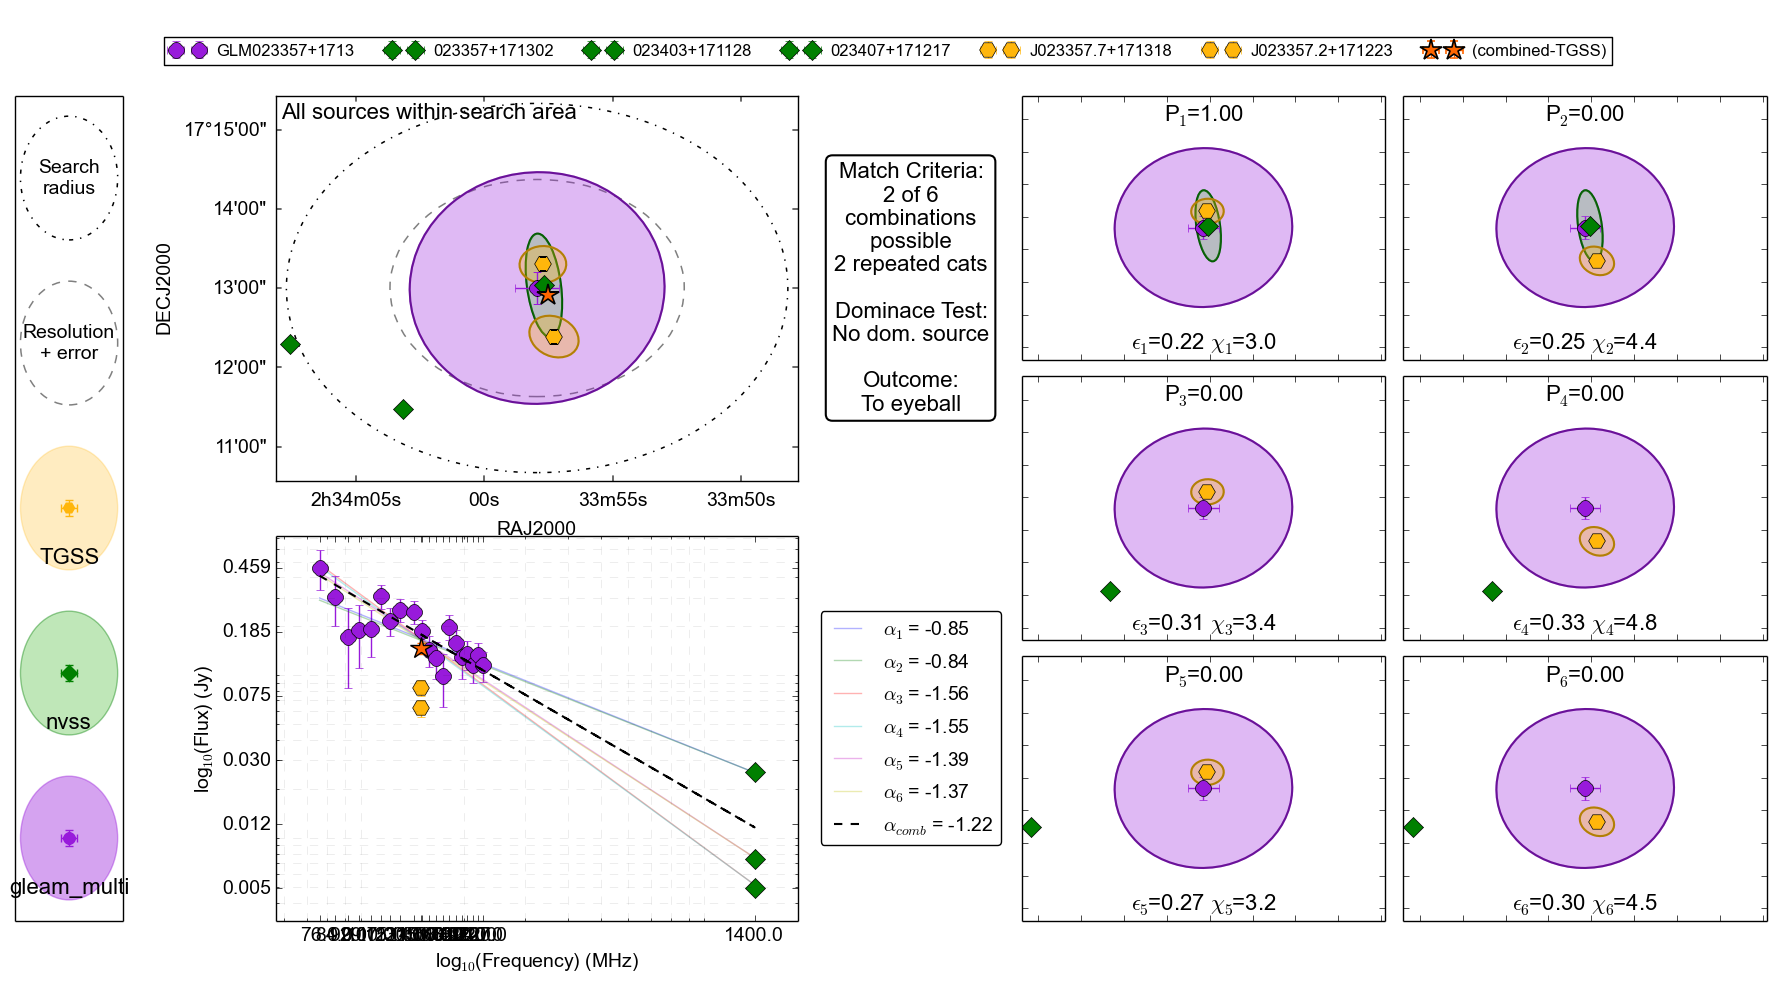 GLM023357+1713 023357+171302 023403+171128 023407+171217 J023357.7+171318 J023357.2+171223 (combined-TGSS)
Search
radius
Resolution
+ error
TGSS
nvss
gleam_multi
All sources within search area
17°15'00"
14'00"
13'00"
12'00"
11'00"
DECJ2000
2h34m05s 00s 33m55s 33m50s
RAJ2000
Match Criteria:
2 of 6
combinations
possible
2 repeated cats
Dominace Test:
No dom. source
Outcome:
To eyeball
0.459
0.185
0.075
0.030
0.012
0.005
log₁₀(Flux) (Jy)
1400.0
log₁₀(Frequency) (MHz)
α₁ = -0.85
α₂ = -0.84
α₃ = -1.56
α₄ = -1.55
α₅ = -1.39
α₆ = -1.37
α_comb = -1.22
P₁=1.00
ϵ₁=0.22 χ₁=3.0
P₂=0.00
ϵ₂=0.25 χ₂=4.4
P₃=0.00
ϵ₃=0.31 χ₃=3.4
P₄=0.00
ϵ₄=0.33 χ₄=4.8
P₅=0.00
ϵ₅=0.27 χ₅=3.2
P₆=0.00
ϵ₆=0.30 χ₆=4.5